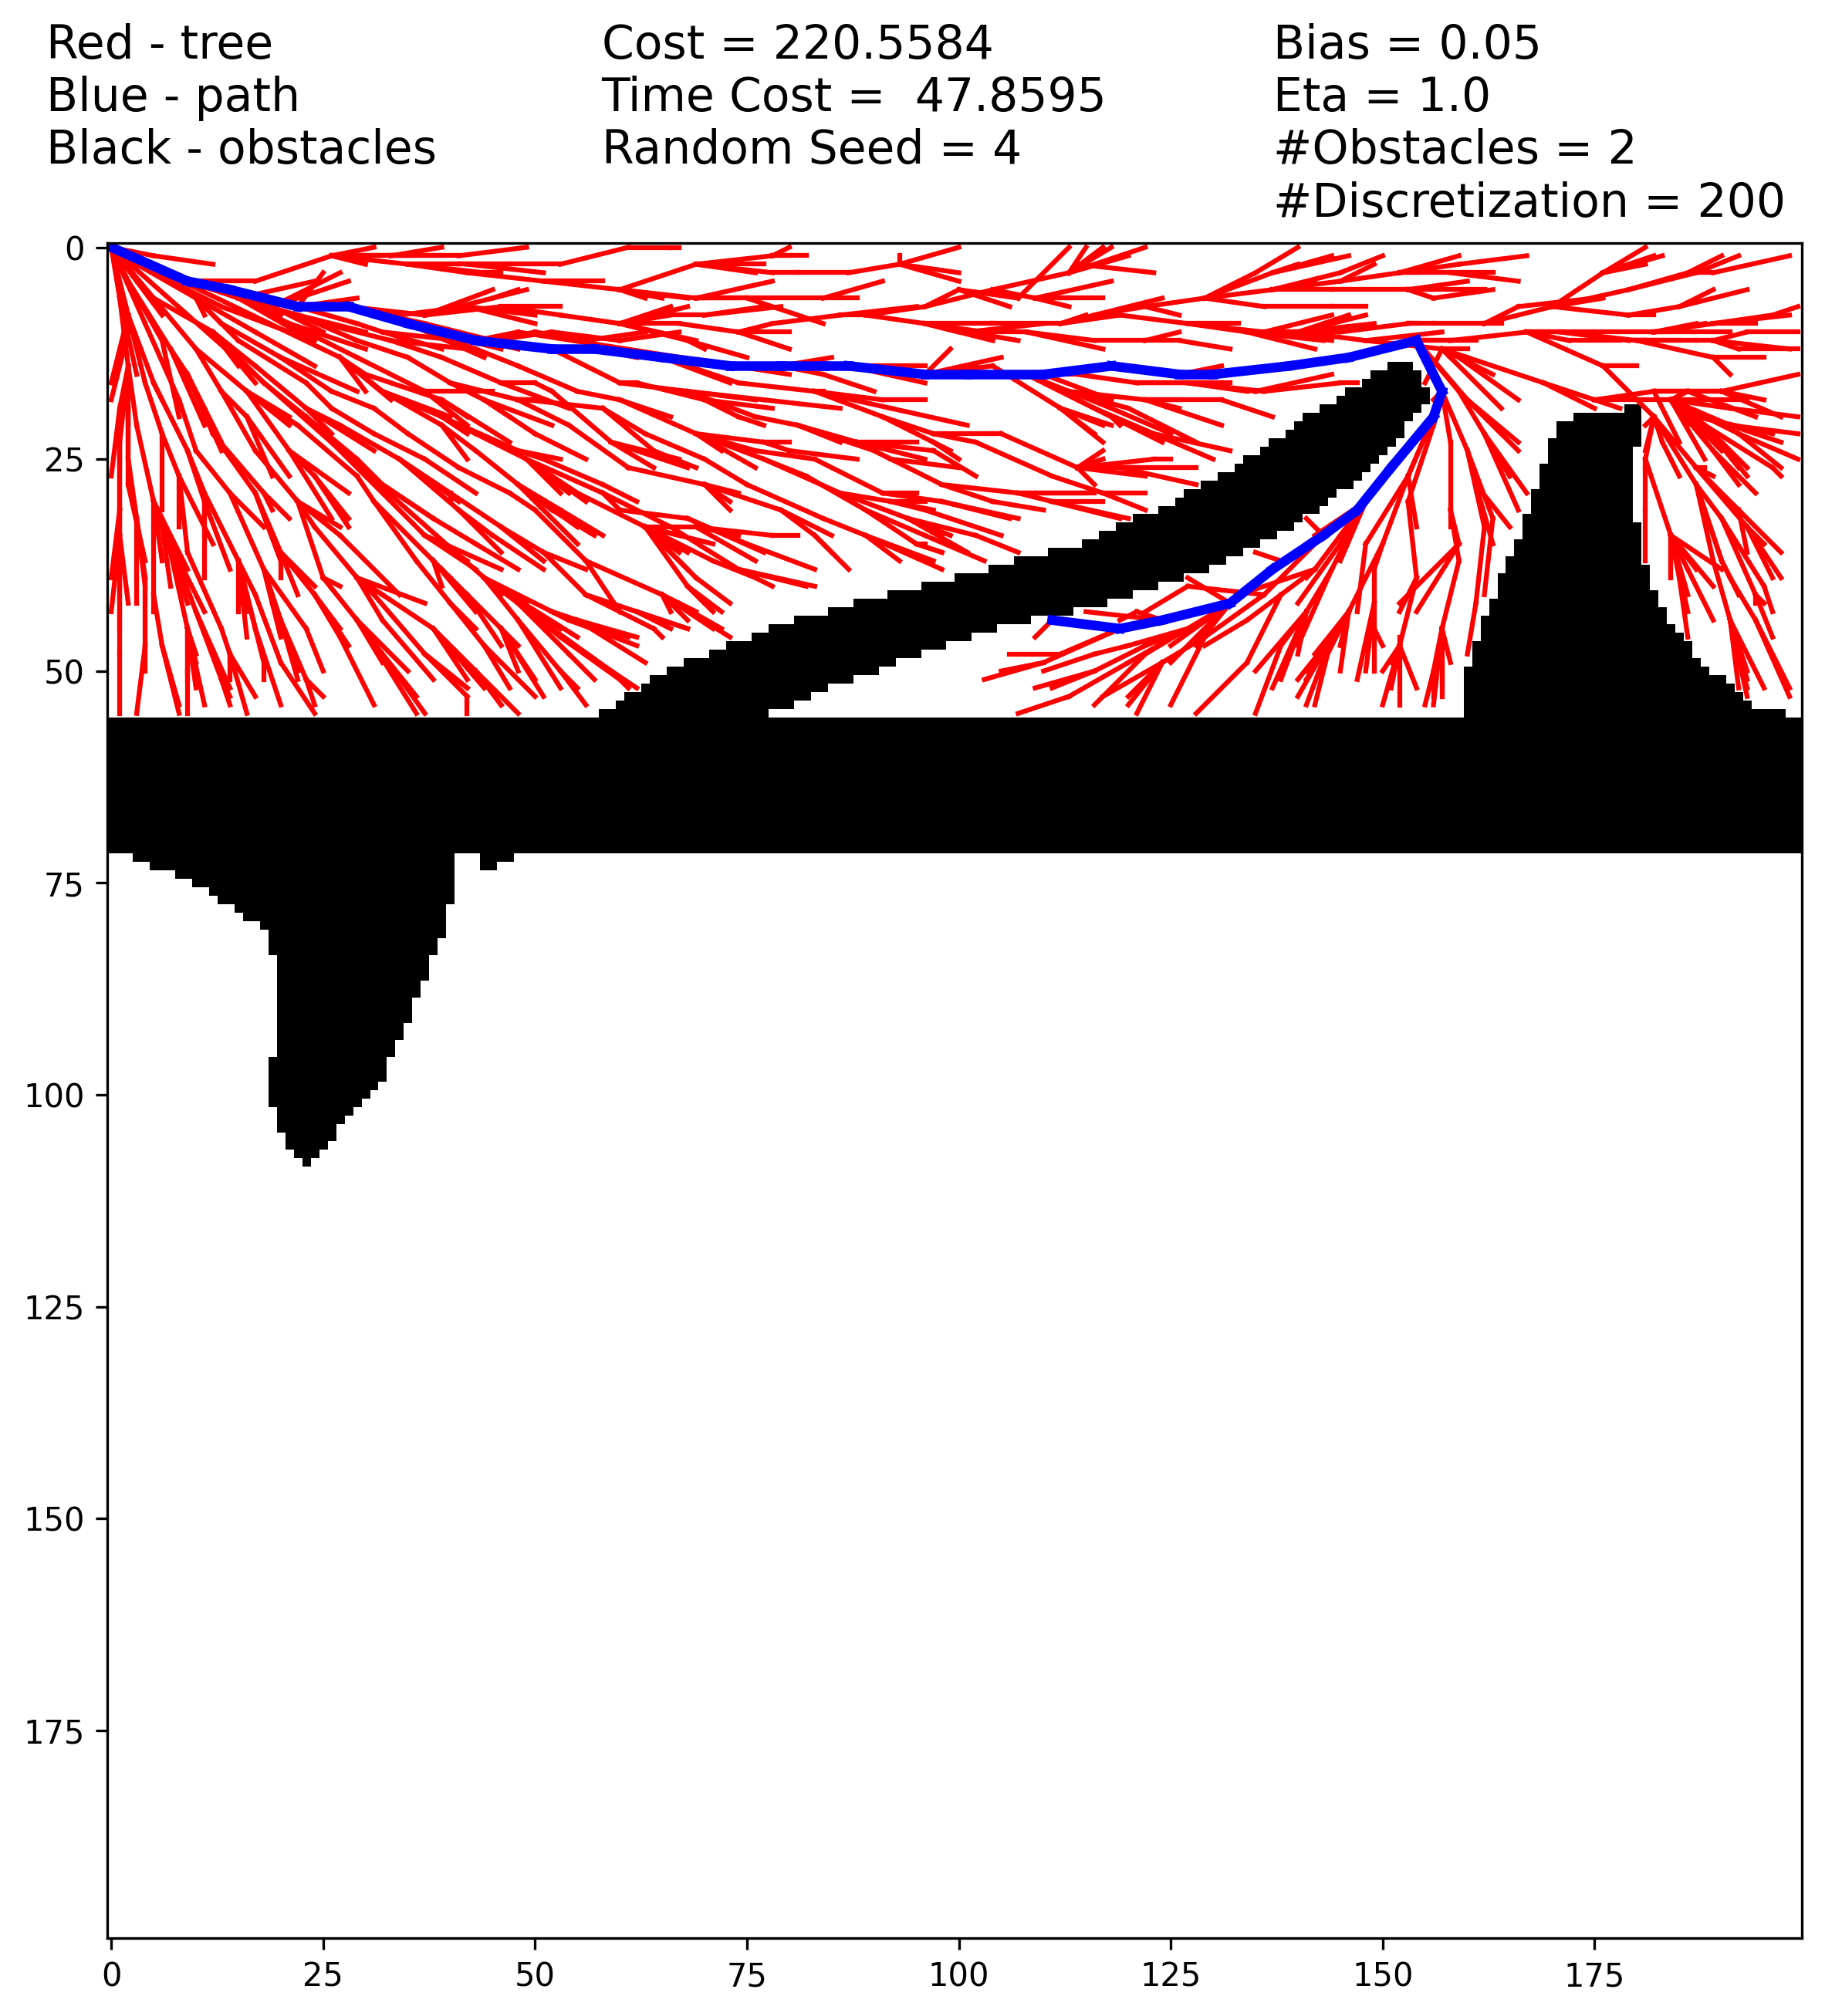 Red - tree
Blue - path
Black - obstacles
Cost = 220.5584
Time Cost =  47.8595
Random Seed = 4
Bias = 0.05
Eta = 1.0
#Obstacles = 2
#Discretization = 200
0
25
50
75
100
125
150
175
0 25 50 75 100 125 150 175